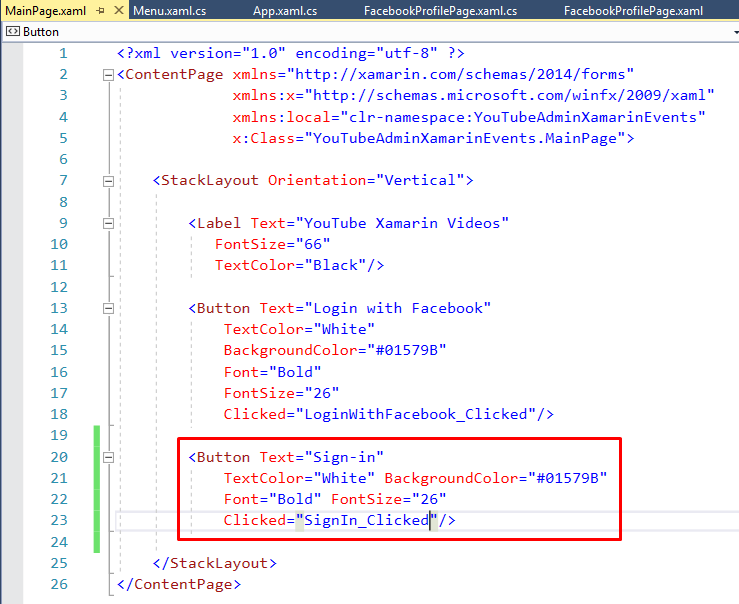 MainPage.xaml Menu.xaml.cs App.xaml.cs FacebookProfilePage.xaml.cs FacebookProfilePage.xaml
Button
1 <?xml version="1.0" encoding="utf-8" ?>
2 <ContentPage xmlns="http://xamarin.com/schemas/2014/forms"
3 xmlns:x="http://schemas.microsoft.com/winfx/2009/xaml"
4 xmlns:local="clr-namespace:YouTubeAdminXamarinEvents"
5 x:Class="YouTubeAdminXamarinEvents.MainPage">
6
7 <StackLayout Orientation="Vertical">
8
9 <Label Text="YouTube Xamarin Videos"
10 FontSize="66"
11 TextColor="Black"/>
12
13 <Button Text="Login with Facebook"
14 TextColor="White"
15 BackgroundColor="#01579B"
16 Font="Bold"
17 FontSize="26"
18 Clicked="LoginWithFacebook_Clicked"/>
19
20 <Button Text="Sign-in"
21 TextColor="White" BackgroundColor="#01579B"
22 Font="Bold" FontSize="26"
23 Clicked="SignIn_Clicked"/>
24
25 </StackLayout>
26 </ContentPage>